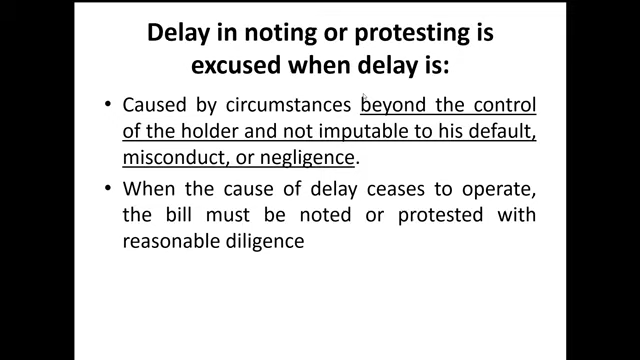 Delay in noting or protesting is
excused when delay is:
• Caused by circumstances beyond the control
of the holder and not imputable to his default,
misconduct, or negligence.
• When the cause of delay ceases to operate,
the bill must be noted or protested with
reasonable diligence